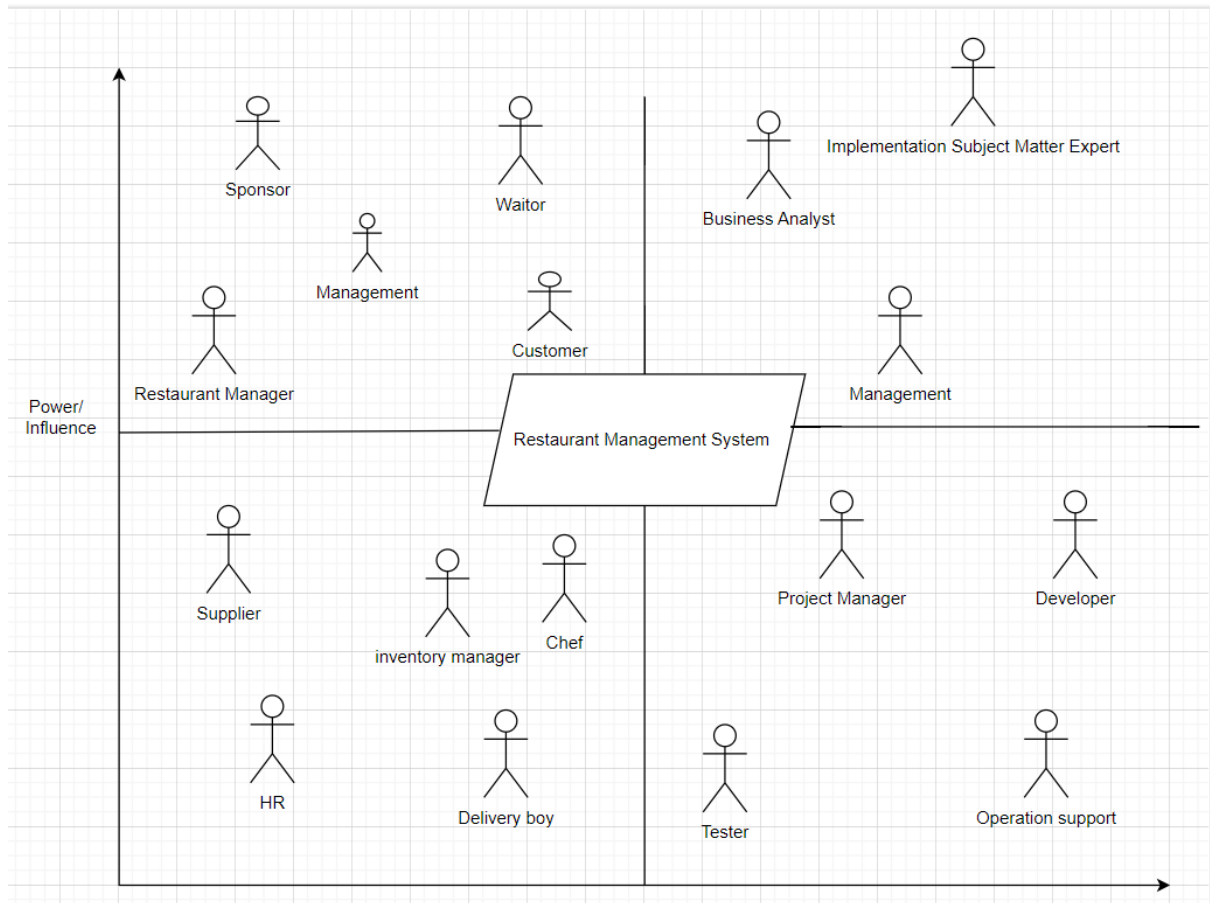 Implementation Subject Matter Expert
Sponsor
Waitor
Business Analyst
Management
Customer
Restaurant Manager
Management
Power/
Influence
Restaurant Management System
Supplier
inventory manager
Chef
Project Manager
Developer
HR
Delivery boy
Tester
Operation support